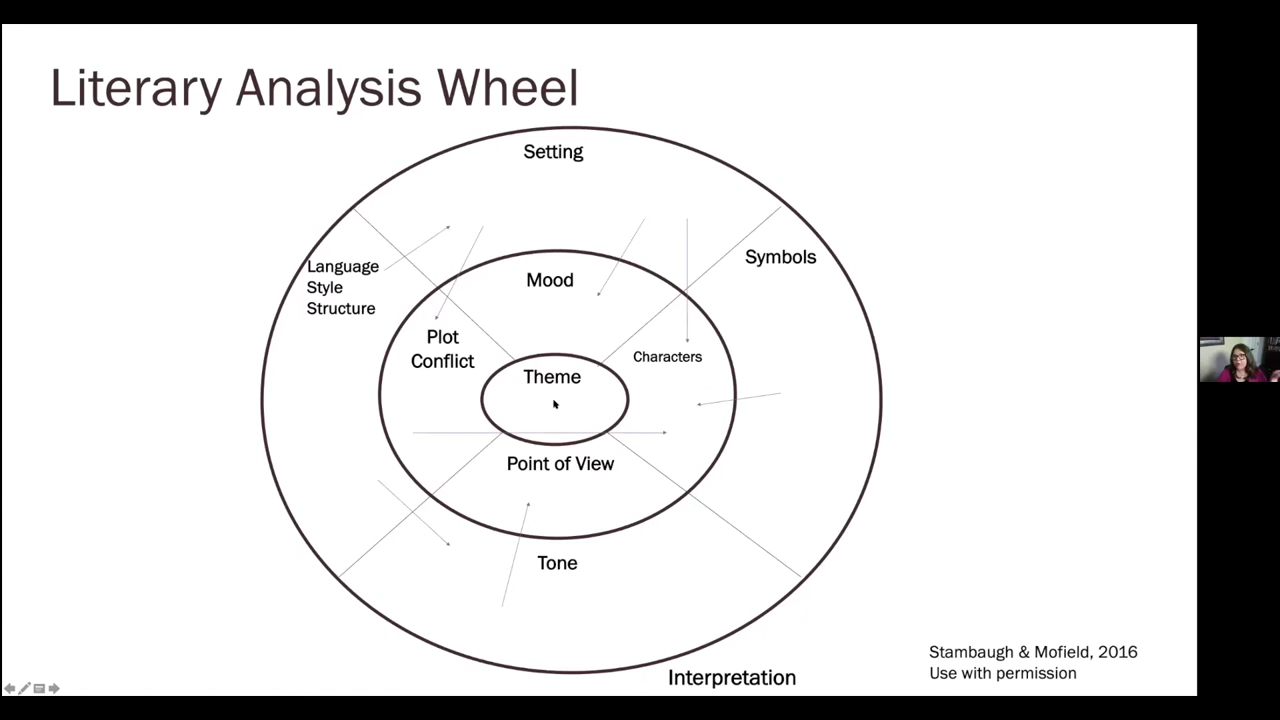 Literary Analysis Wheel
Setting
Symbols
Language
Style
Structure
Mood
Plot
Conflict
Characters
Theme
Point of View
Tone
Interpretation
Stambaugh & Mofield, 2016
Use with permission